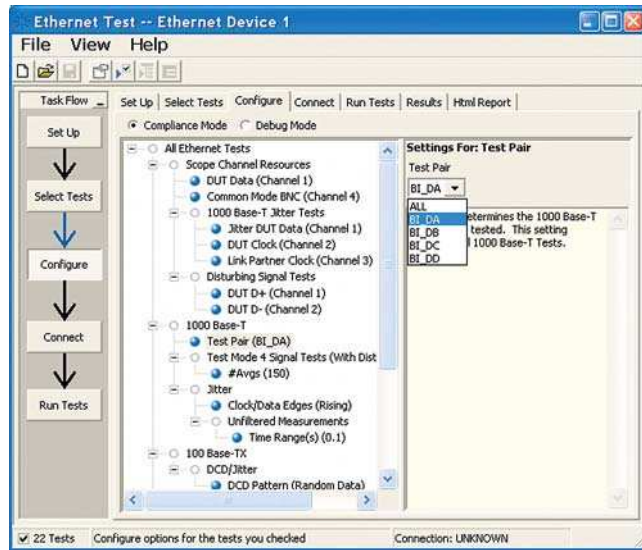 Ethernet Test -- Ethernet Device 1
File View Help
Task Flow
Set Up
Select Tests
Configure
Connect
Run Tests
Set Up Select Tests Configure Connect Run Tests Results Html Report
Compliance Mode Debug Mode
All Ethernet Tests
Scope Channel Resources
DUT Data (Channel 1)
Common Mode BNC (Channel 4)
1000 Base-T Jitter Tests
Jitter DUT Data (Channel 1)
DUT Clock (Channel 2)
Link Partner Clock (Channel 3)
Disturbing Signal Tests
DUT D+ (Channel 1)
DUT D- (Channel 2)
1000 Base-T
Test Pair (BI_DA)
Test Mode 4 Signal Tests (With Dist
#Avgs (150)
Jitter
Clock/Data Edges (Rising)
Unfiltered Measurements
Time Range(s) (0.1)
100 Base-TX
DCD/Jitter
DCD Pattern (Random Data)
Settings For: Test Pair
Test Pair
BI_DA
ALL
BI_DA
BI_DB
BI_DC
BI_DD
etermines the 1000 Base-T
tested. This setting
1000 Base-T Tests.
22 Tests Configure options for the tests you checked Connection: UNKNOWN